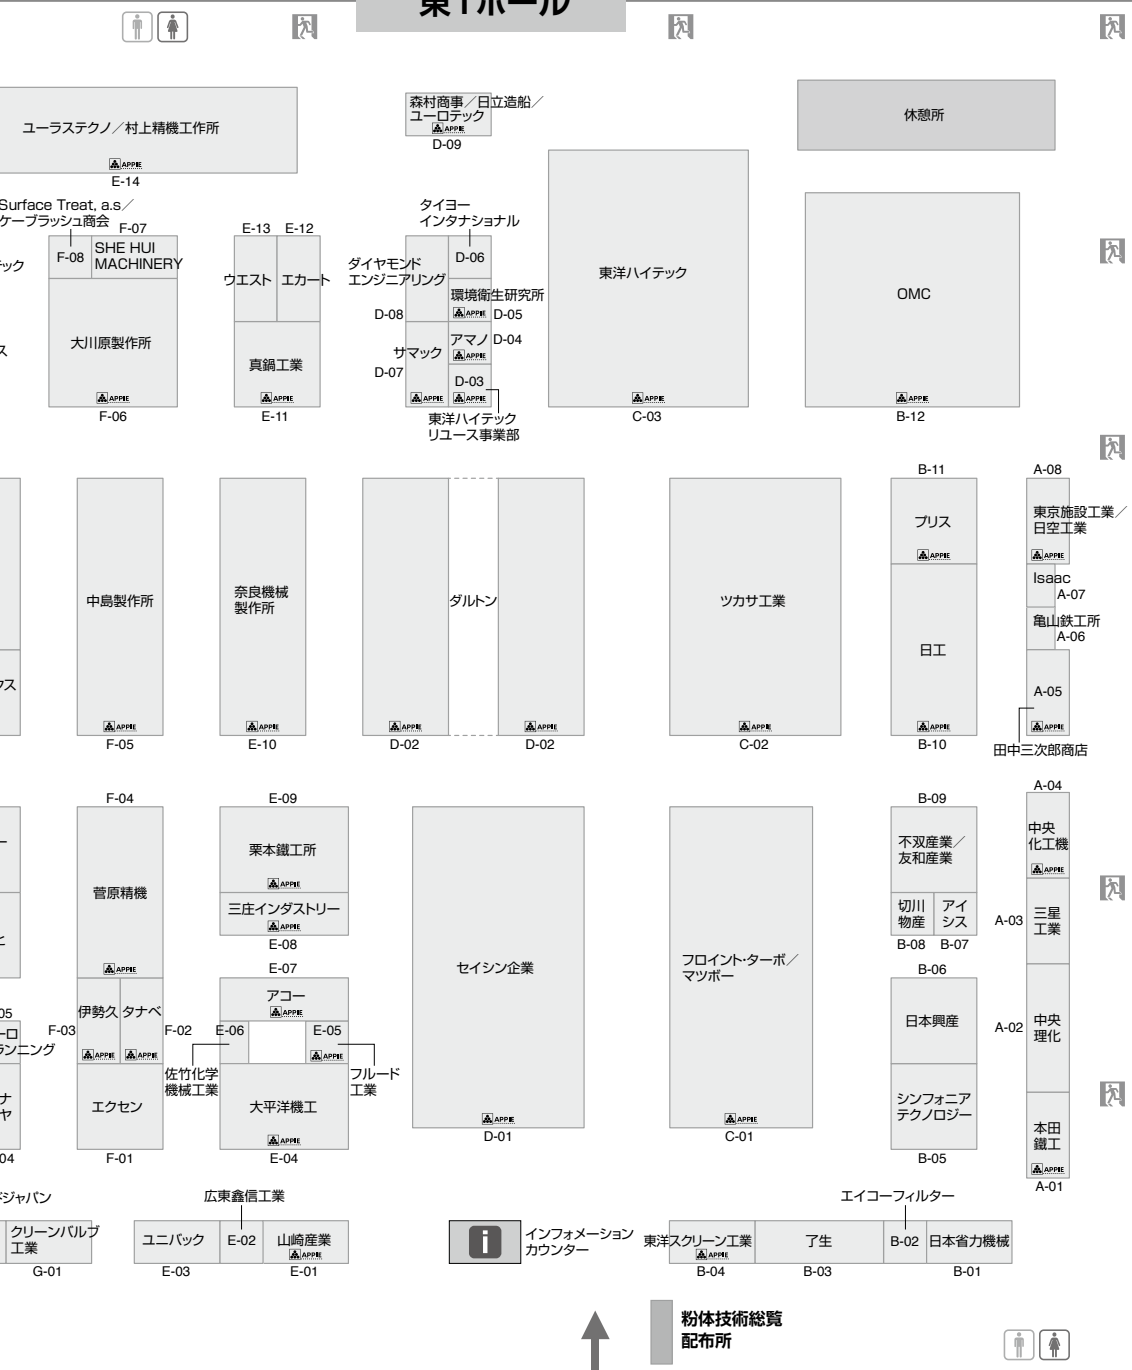 東1ホール
ユーラステクノ／村上精機工作所
APPIE
E-14
森村商事／日立造船／
ユーロテック
APPIE
D-09
休憩所
Surface Treat, a.s／
ケーブラッシュ商会
F-07
F-08
SHE HUI
MACHINERY
大川原製作所
APPIE
F-06
E-13
E-12
ウエスト
エカート
真鍋工業
APPIE
E-11
タイヨー
インタナショナル
ダイヤモンド
エンジニアリング
D-06
環境衛生研究所
APPIE
D-05
D-08
アマノ
D-04
APPIE
サマック
D-07
D-03
APPIE
APPIE
東洋ハイテック
リユース事業部
東洋ハイテック
APPIE
C-03
OMC
APPIE
B-12
ック
ス
クス
中島製作所
APPIE
F-05
奈良機械
製作所
APPIE
E-10
ダルトン
APPIE
D-02
APPIE
D-02
ツカサ工業
APPIE
C-02
B-11
プリス
APPIE
日工
APPIE
B-10
A-08
東京施設工業／
日空工業
APPIE
Isaac
A-07
亀山鉄工所
A-06
A-05
APPIE
田中三次郎商店
ー
と
05
ーロ
ランニング
ナ
ヤ
04
F-04
菅原精機
APPIE
F-03
伊勢久
APPIE
タナベ
APPIE
F-02
エクセン
F-01
E-09
栗本鐵工所
APPIE
三庄インダストリー
APPIE
E-08
E-07
アコー
APPIE
E-06
E-05
APPIE
佐竹化学
機械工業
フルード
工業
大平洋機工
APPIE
E-04
セイシン企業
APPIE
D-01
フロイント・ターボ／
マツボー
APPIE
C-01
B-09
不双産業／
友和産業
切川
物産
アイ
シス
B-08
B-07
B-06
日本興産
シンフォニア
テクノロジー
B-05
A-04
中央
化工機
APPIE
A-03
三星
工業
A-02
中央
理化
本田
鐵工
APPIE
A-01
ドジャパン
クリーンバルブ
工業
G-01
広東鑫信工業
ユニパック
E-02
山崎産業
APPIE
E-03
E-01
i
インフォメーション
カウンター
エイコーフィルター
東洋スクリーン工業
APPIE
B-04
了生
B-03
B-02
日本省力機械
B-01
粉体技術総覧
配布所